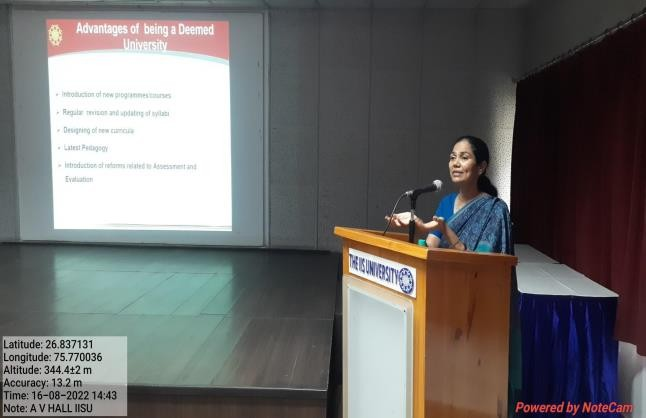 Advantages of being a Deemed
University
Introduction of new programmes/courses
Regular revision and updating of syllabi
Designing of new curricula
Latest Pedagogy
Introduction of reforms related to Assessment and
Evaluation
THE IIS UNIVERSITY
Latitude: 26.837131
Longitude: 75.770036
Altitude: 344.4±2 m
Accuracy: 13.2 m
Time: 16-08-2022 14:43
Note: A V HALL IISU
Powered by NoteCam